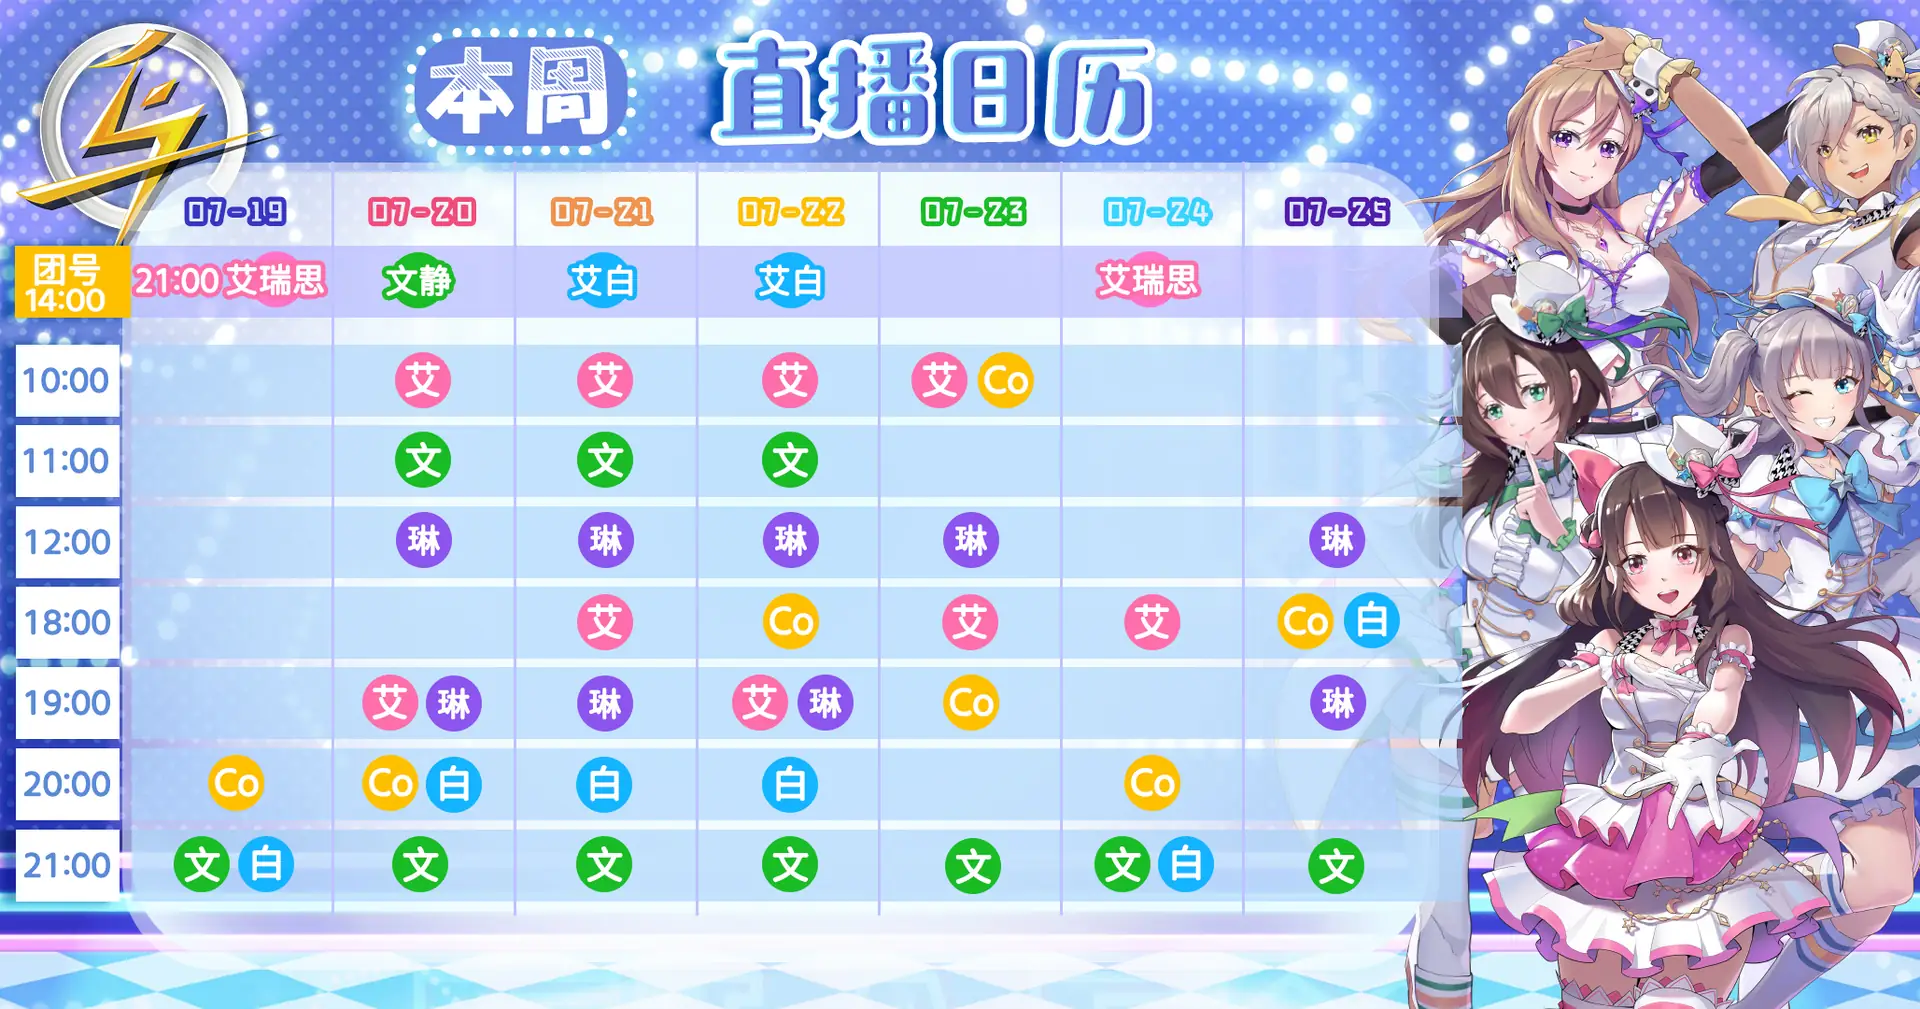 本周 直播日历
07-19 07-20 07-21 07-22 07-23 07-24 07-25
团号
14:00 21:00 艾瑞思 文静 艾白 艾白 艾瑞思
10:00 艾 艾 艾 艾 Co
11:00 文 文 文
12:00 琳 琳 琳 琳 琳
18:00 艾 Co 艾 艾 Co 白
19:00 艾 琳 琳 艾 琳 Co 琳
20:00 Co Co 白 白 白 Co
21:00 文 白 文 文 文 文 文 白 文